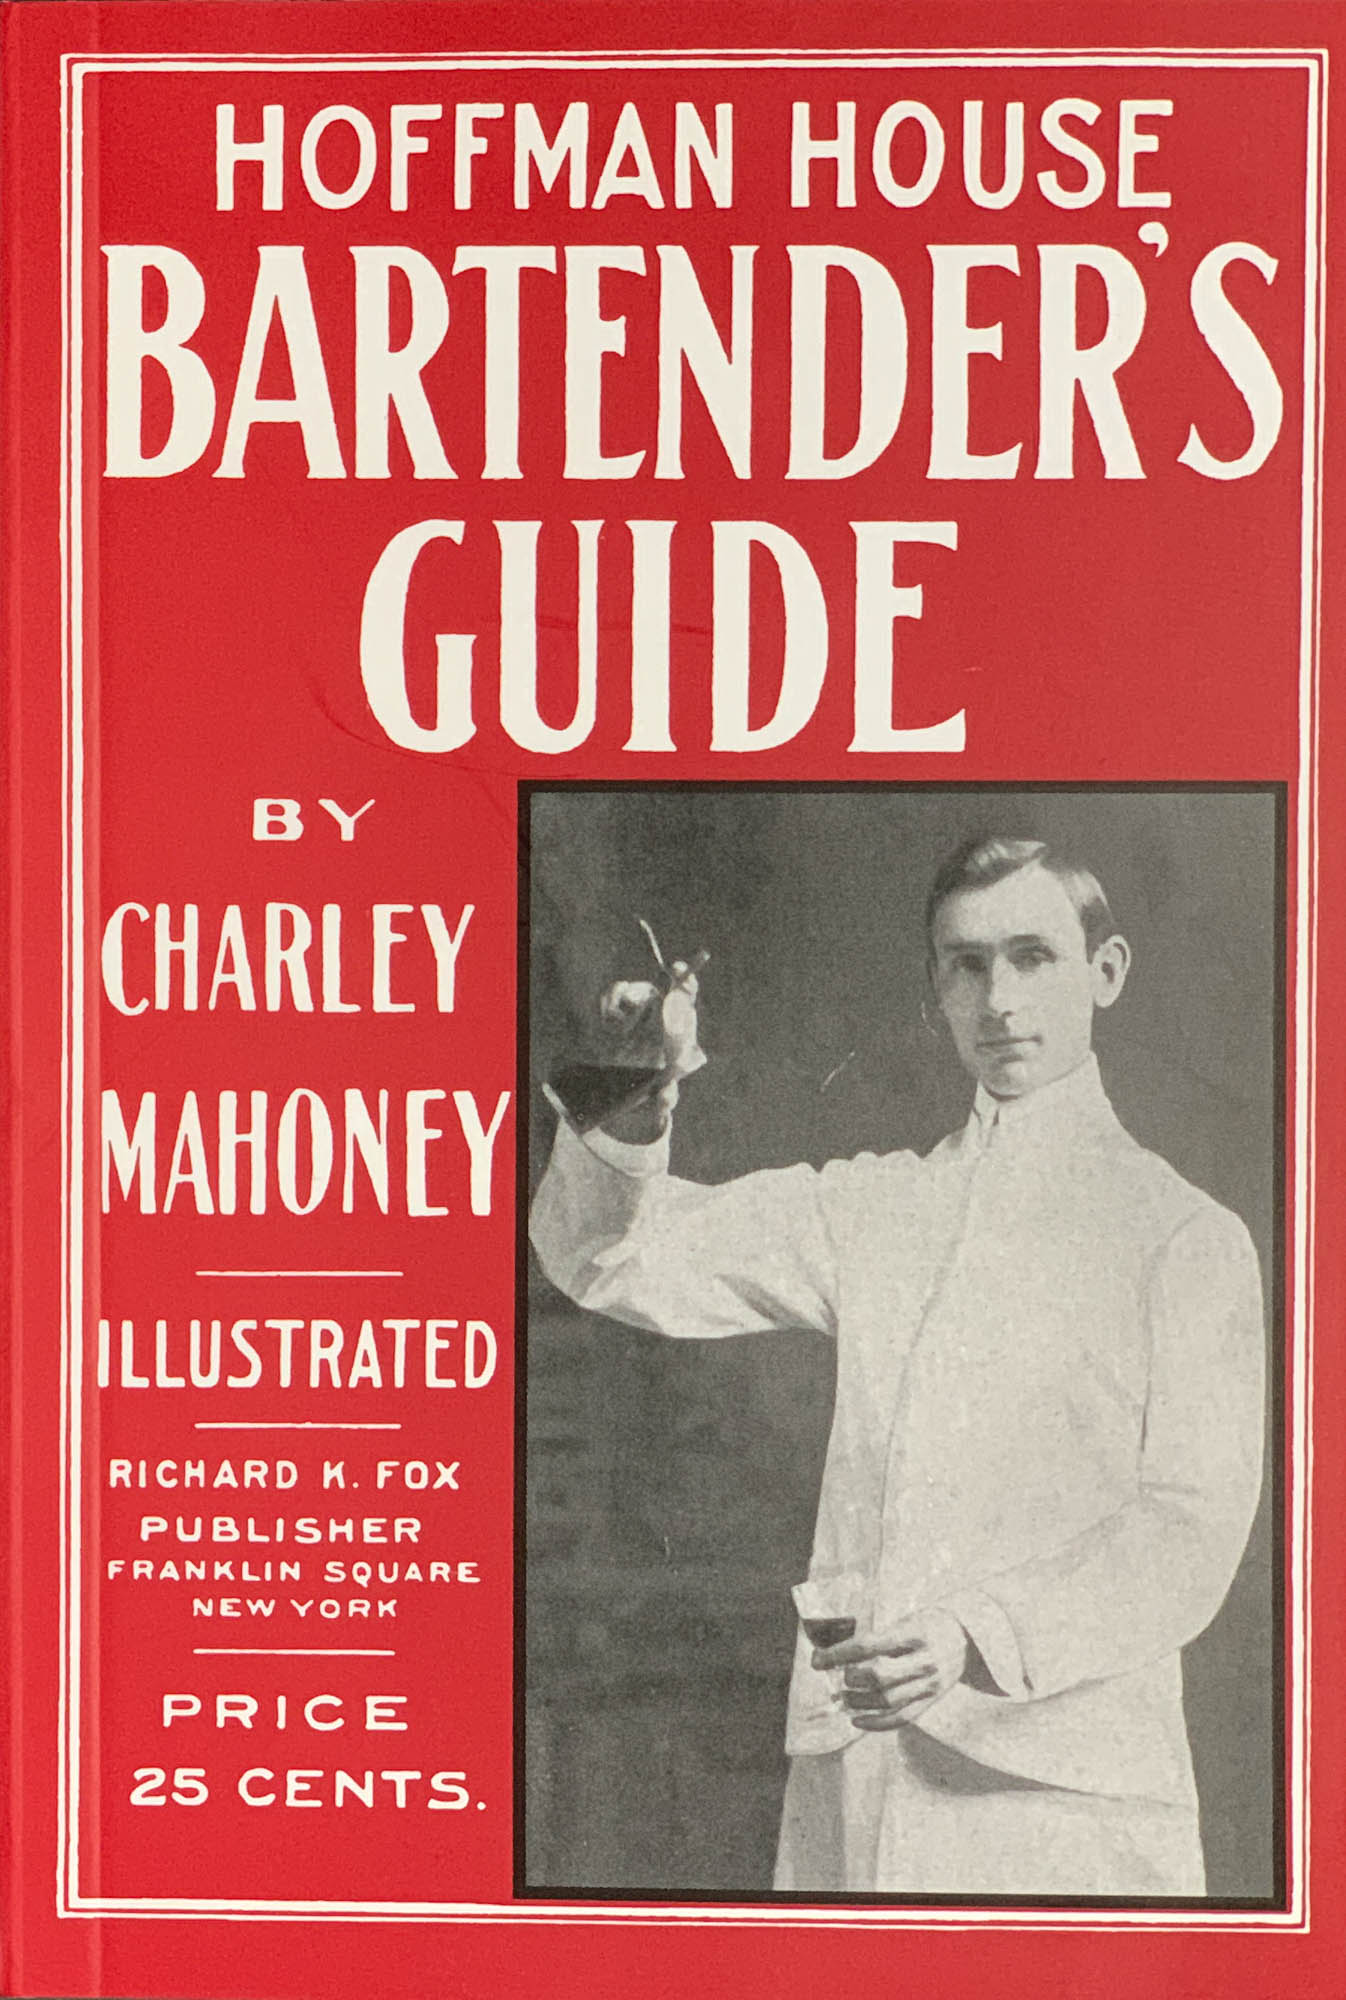 HOFFMAN HOUSE
BARTENDER'S
GUIDE
BY
CHARLEY
MAHONEY
ILLUSTRATED
RICHARD K. FOX
PUBLISHER
FRANKLIN SQUARE
NEW YORK
PRICE
25 CENTS.